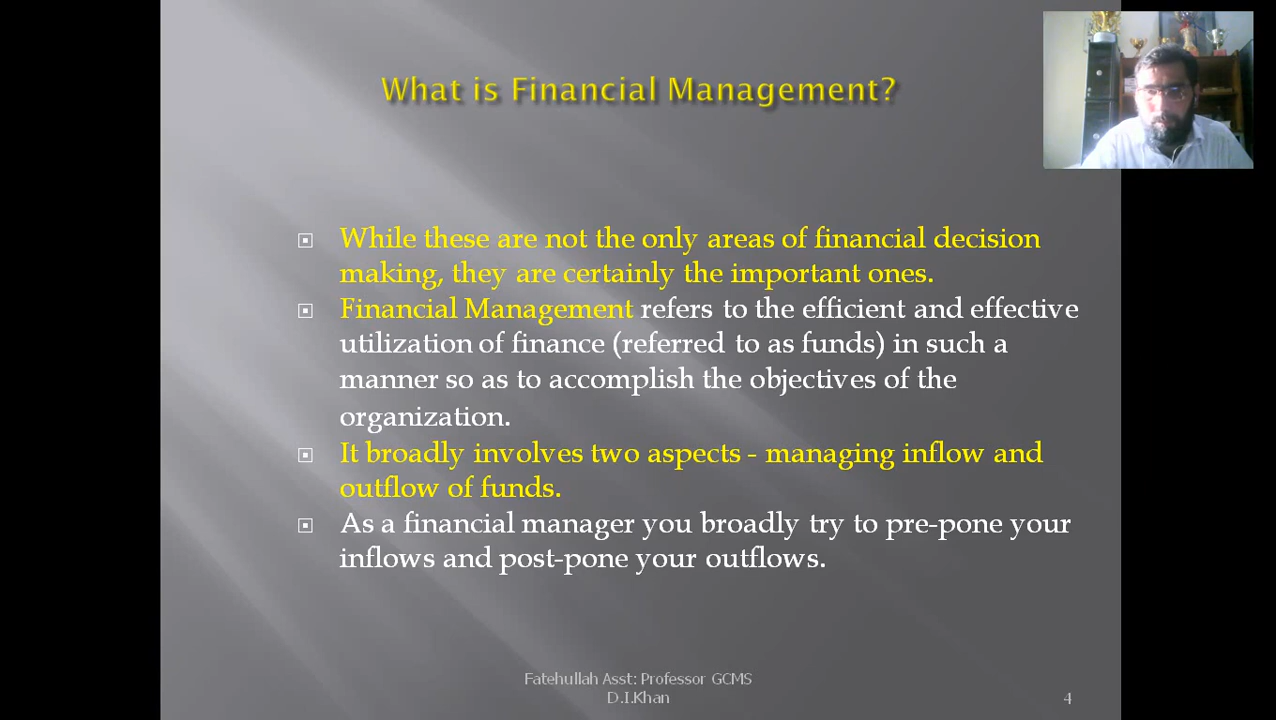 What is Financial Management?
While these are not the only areas of financial decision
making, they are certainly the important ones.
Financial Management refers to the efficient and effective
utilization of finance (referred to as funds) in such a
manner so as to accomplish the objectives of the
organization.
It broadly involves two aspects - managing inflow and
outflow of funds.
As a financial manager you broadly try to pre-pone your
inflows and post-pone your outflows.
Fatehullah Asst: Professor GCMS
D.I.Khan
4